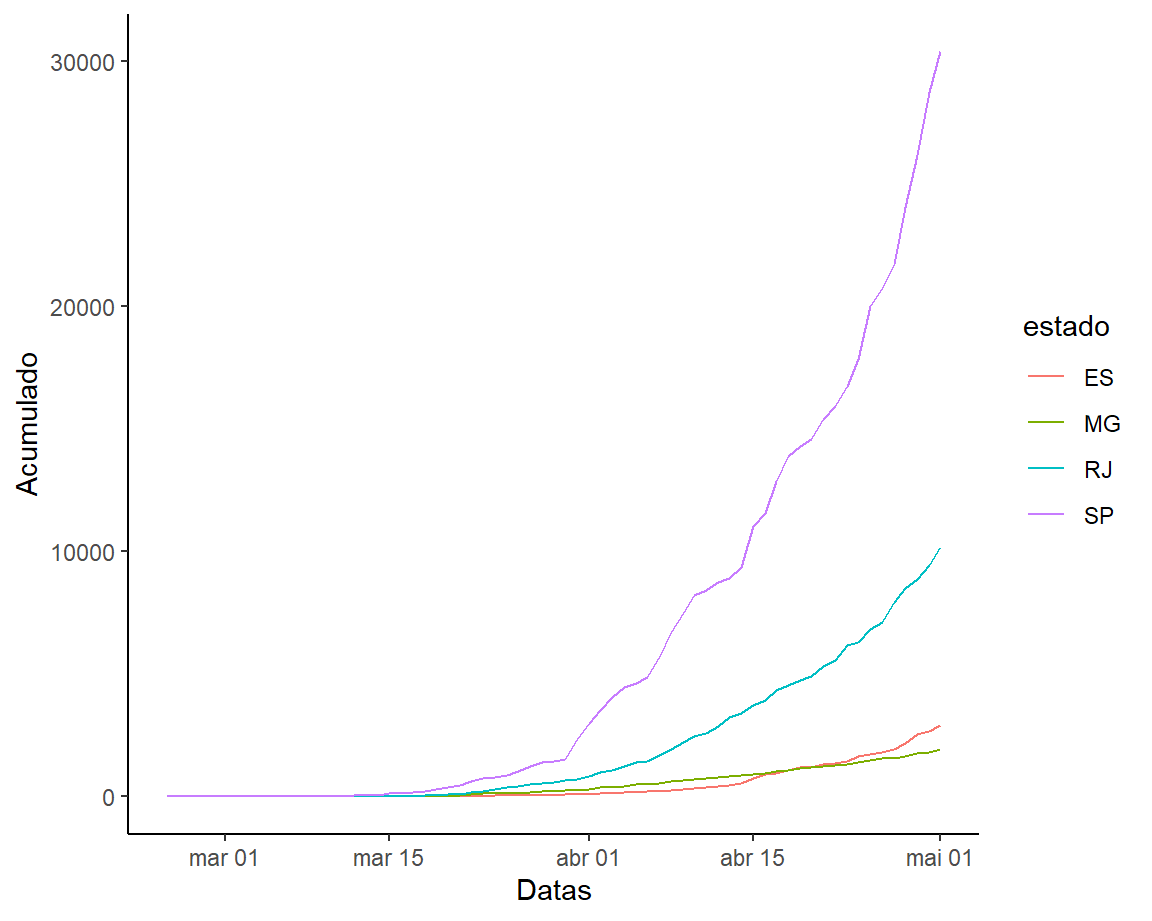 30000
20000
10000
0
Acumulado
mar 01
mar 15
abr 01
abr 15
mai 01
Datas
estado
ES
MG
RJ
SP